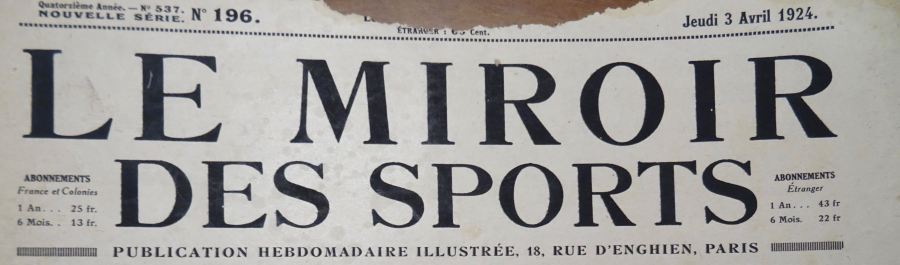 Quatorzième Année. — N° 537.
NOUVELLE SÉRIE. N° 196.
ÉTRANGER : Cent.
Jeudi 3 Avril 1924.
LE MIROIR
DES SPORTS
ABONNEMENTS
France et Colonies
1 An... 25 fr.
6 Mois.. 13 fr.
ABONNEMENTS
Étranger
1 An... 43 fr
6 Mois. 22 fr
PUBLICATION HEBDOMADAIRE ILLUSTRÉE, 18, RUE D'ENGHIEN, PARIS